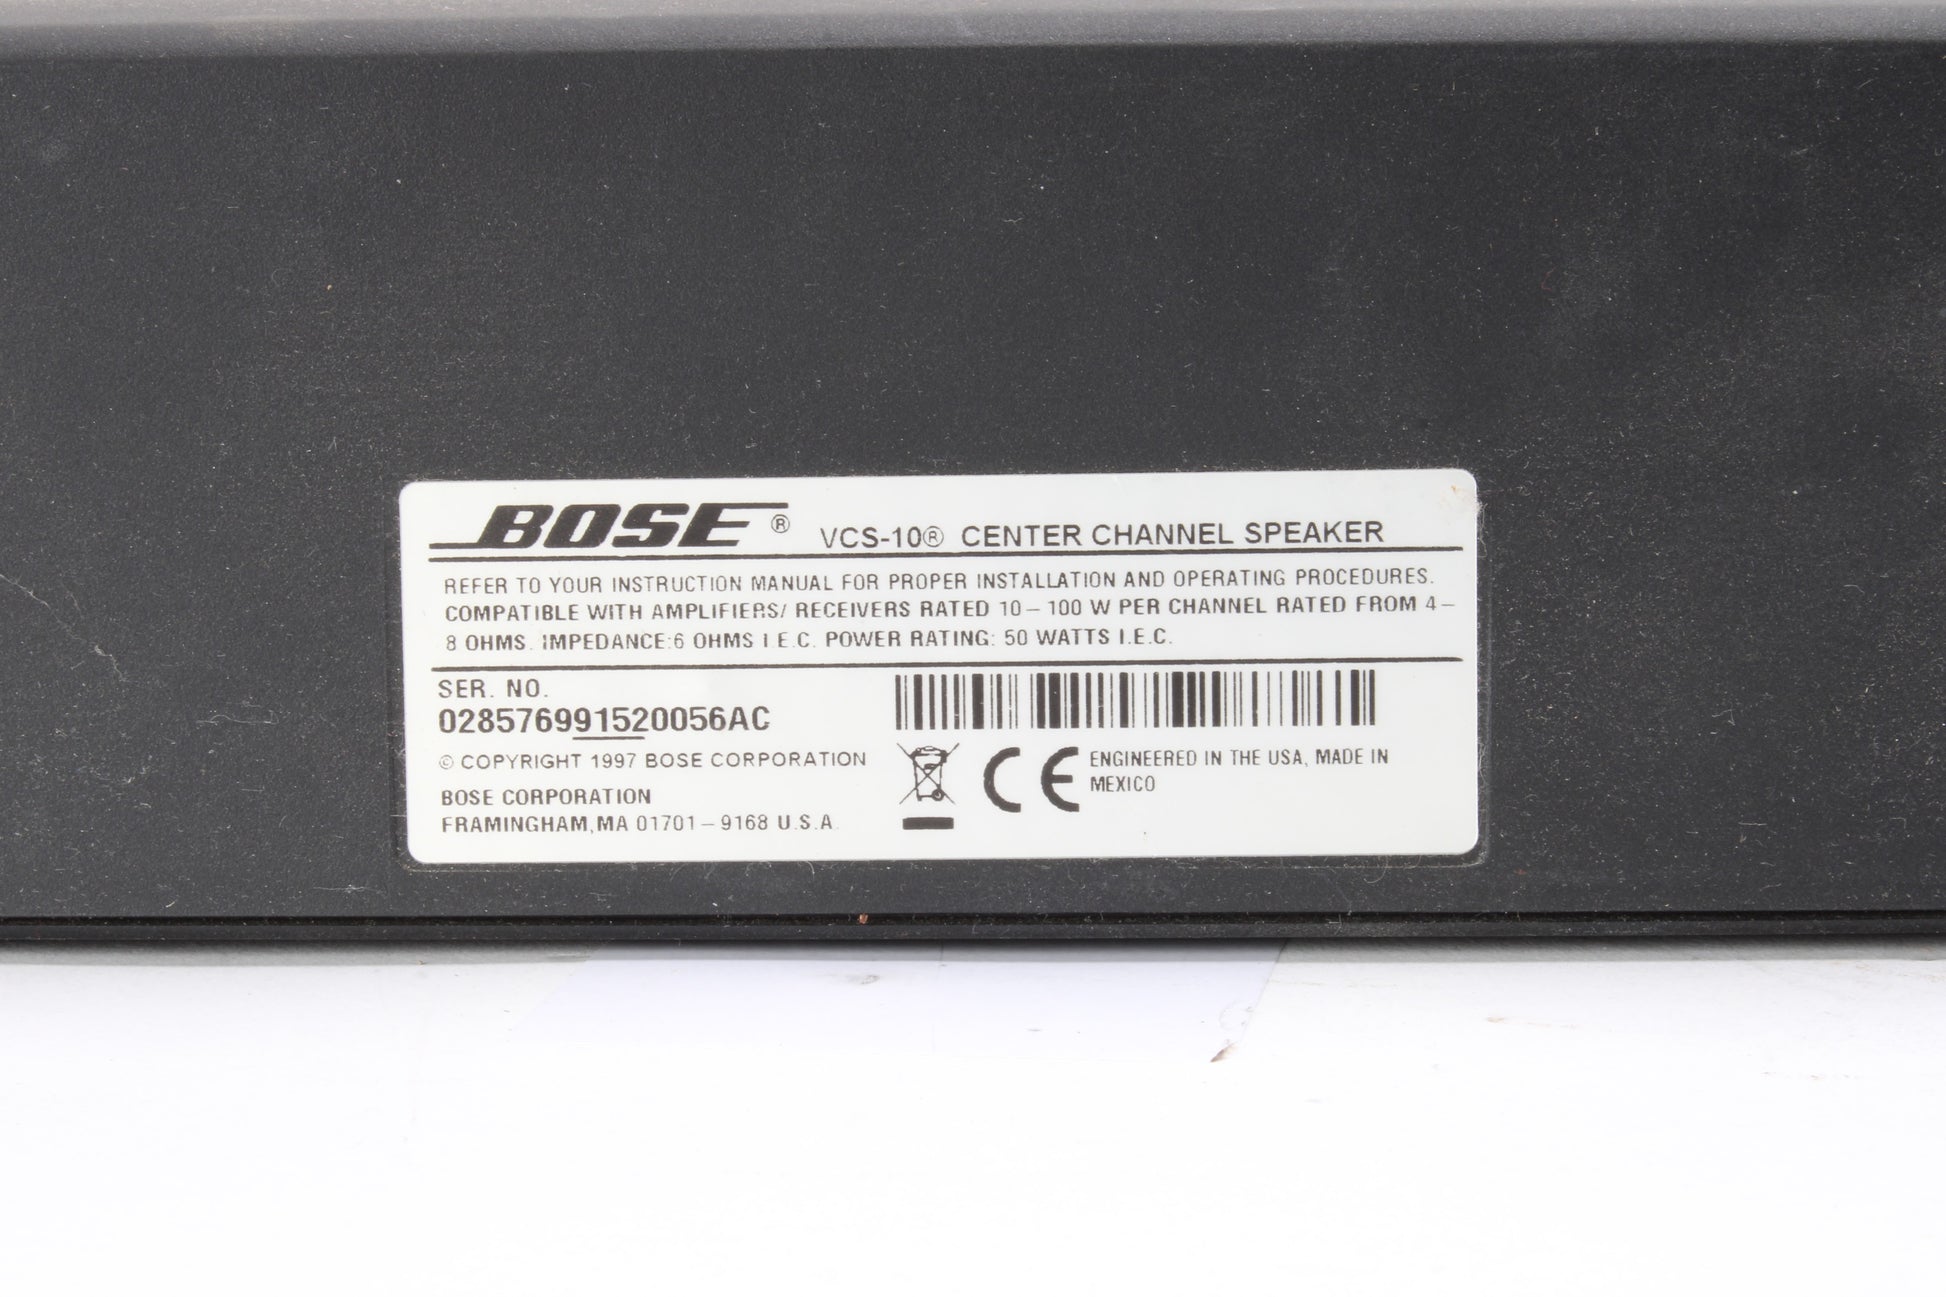 BOSE® VCS-10® CENTER CHANNEL SPEAKER
REFER TO YOUR INSTRUCTION MANUAL FOR PROPER INSTALLATION AND OPERATING PROCEDURES.
COMPATIBLE WITH AMPLIFIERS/ RECEIVERS RATED 10–100 W PER CHANNEL RATED FROM 4–
8 OHMS. IMPEDANCE:6 OHMS I.E.C. POWER RATING: 50 WATTS I.E.C.
SER. NO.
028576991520056AC
© COPYRIGHT 1997 BOSE CORPORATION
BOSE CORPORATION
FRAMINGHAM,MA 01701–9168 U.S.A.
CE
ENGINEERED IN THE USA, MADE IN
MEXICO